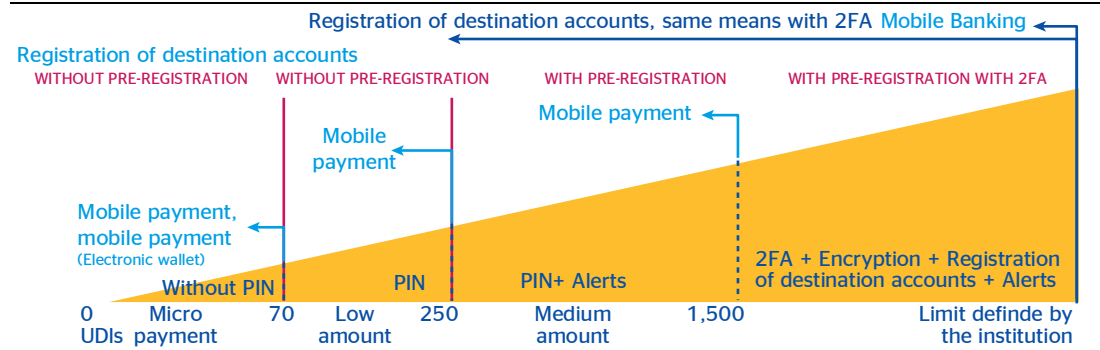 Registration of destination accounts, same means with 2FA Mobile Banking
Registration of destination accounts
WITHOUT PRE-REGISTRATION
WITHOUT PRE-REGISTRATION
WITH PRE-REGISTRATION
WITH PRE-REGISTRATION WITH 2FA
Mobile payment
Mobile
payment
Mobile payment,
mobile payment
(Electronic wallet)
Without PIN
PIN
PIN+ Alerts
2FA + Encryption + Registration
of destination accounts + Alerts
0
UDIs
Micro
payment
70
Low
amount
250
Medium
amount
1,500
Limit definde by
the institution